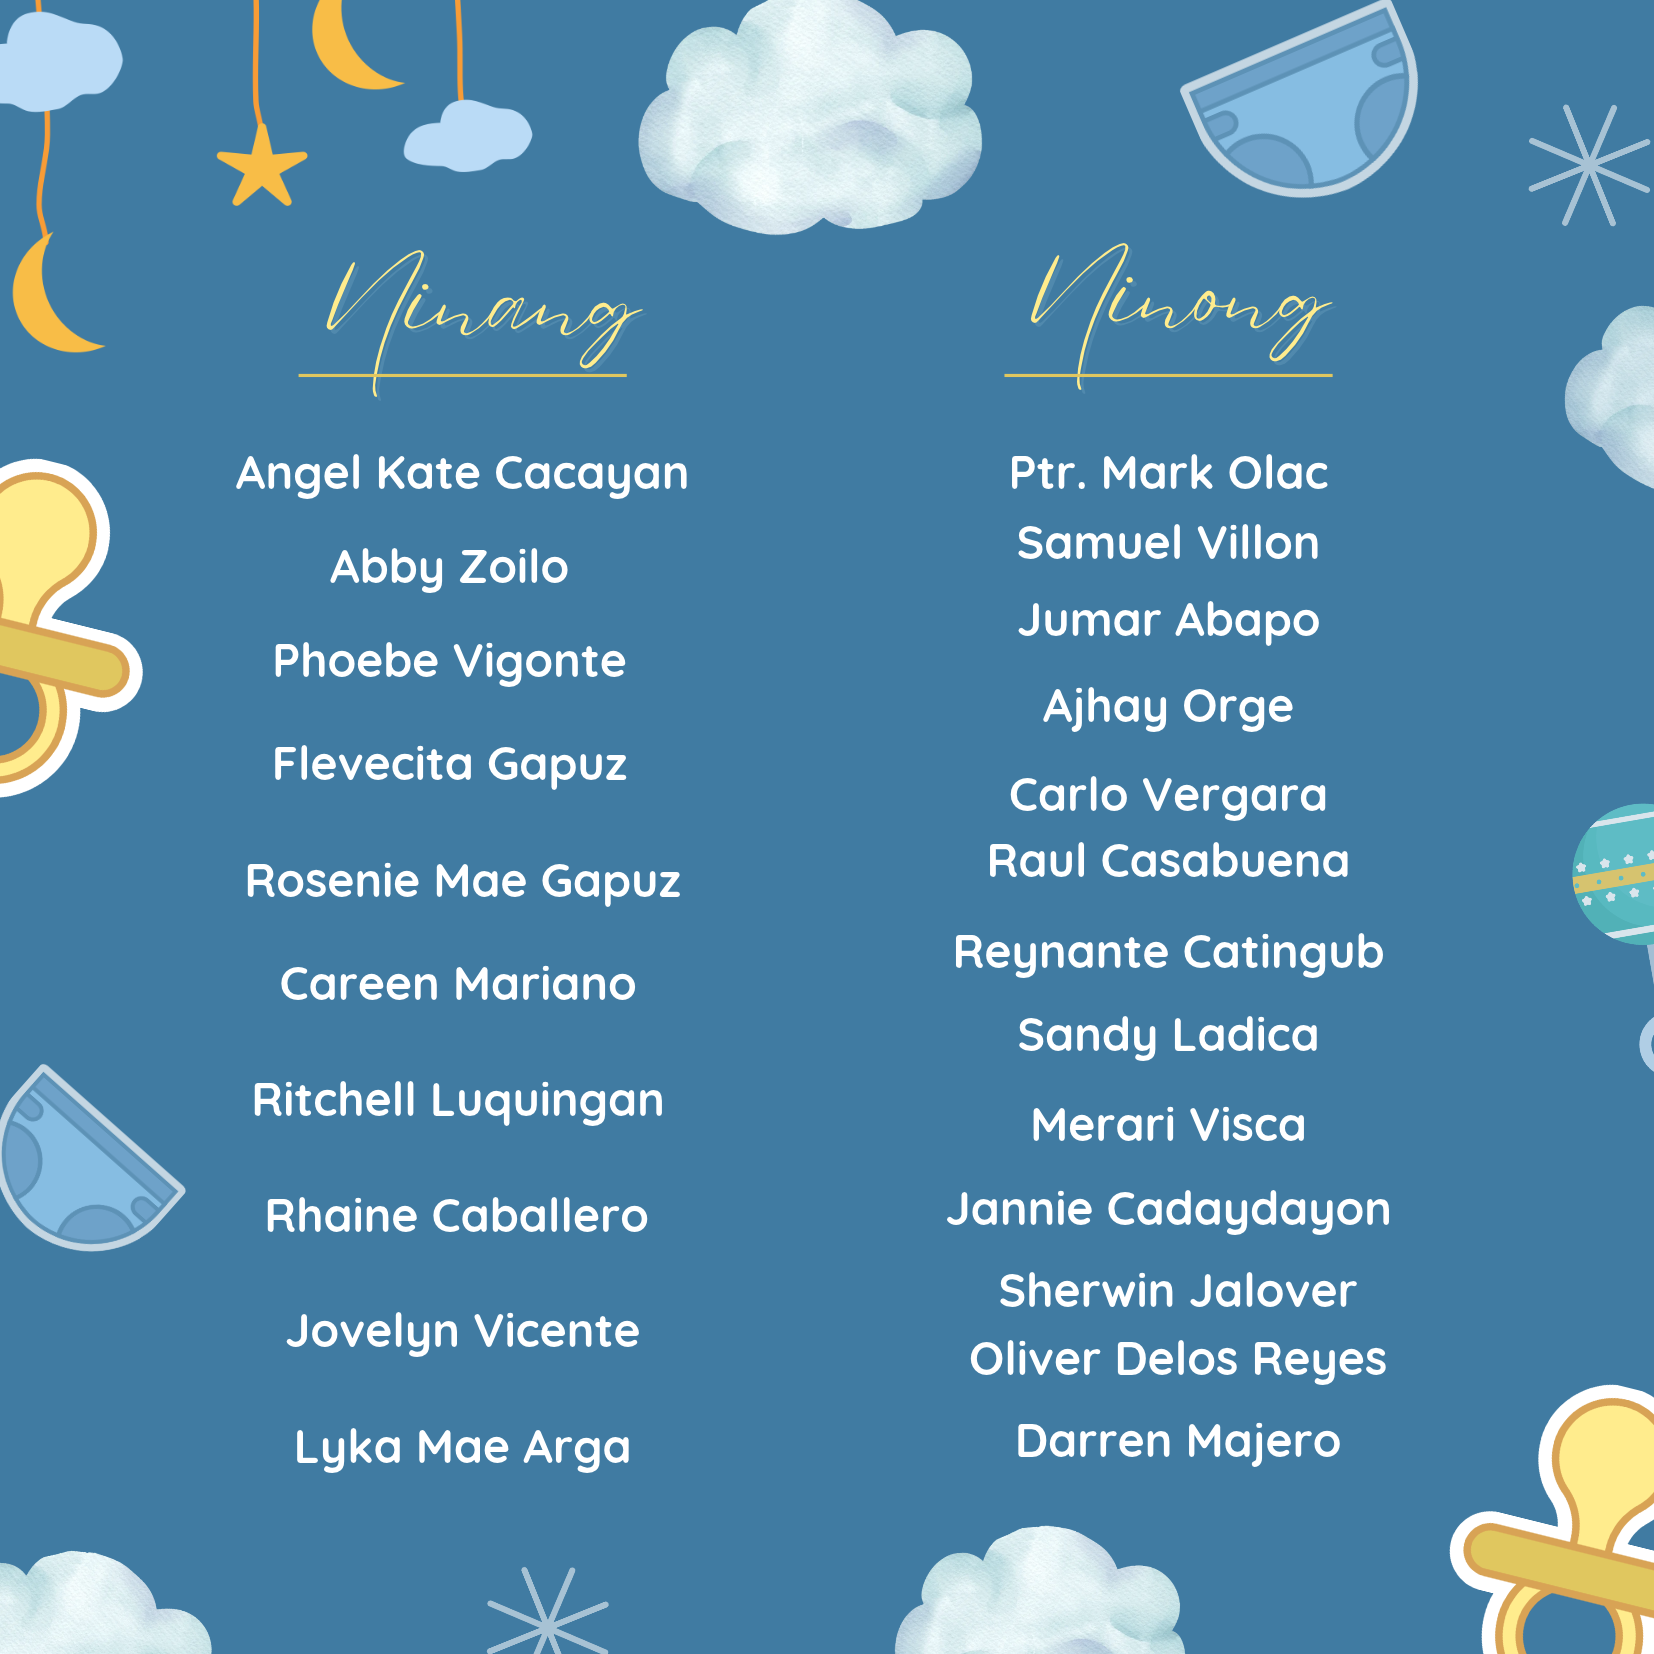 Ninang
Angel Kate Cacayan
Abby Zoilo
Phoebe Vigonte
Flevecita Gapuz
Rosenie Mae Gapuz
Careen Mariano
Ritchell Luquingan
Rhaine Caballero
Jovelyn Vicente
Lyka Mae Arga
Ninong
Ptr. Mark Olac
Samuel Villon
Jumar Abapo
Ajhay Orge
Carlo Vergara
Raul Casabuena
Reynante Catingub
Sandy Ladica
Merari Visca
Jannie Cadaydayon
Sherwin Jalover
Oliver Delos Reyes
Darren Majero